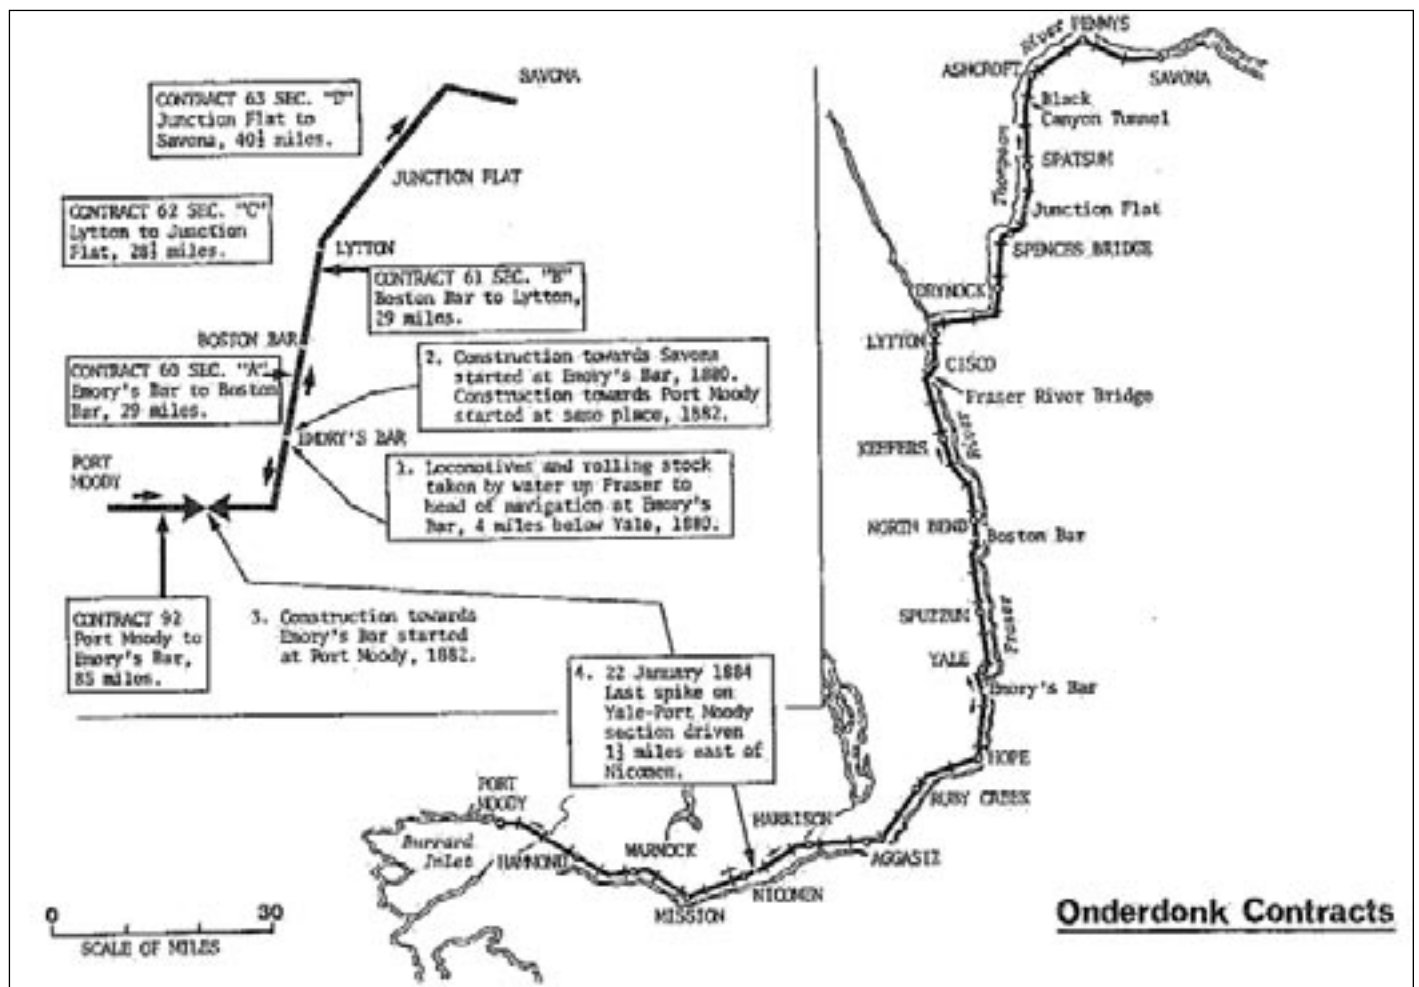 SAVONA
CONTRACT 63 SEC. "D"
Junction Flat to
Savona, 40½ miles.
JUNCTION FLAT
CONTRACT 62 SEC. "C"
Lytton to Junction
Flat, 28½ miles.
LYTTON
CONTRACT 61 SEC. "B"
Boston Bar to Lytton,
29 miles.
BOSTON BAR
CONTRACT 60 SEC. "A"
Emory's Bar to Boston
Bar, 29 miles.
2. Construction towards Savona
started at Emory's Bar, 1880.
Construction towards Port Moody
started at same place, 1882.
EMORY'S BAR
PORT
MOODY
1. Locomotives and rolling stock
taken by water up Fraser to
head of navigation at Emory's
Bar, 4 miles below Yale, 1880.
CONTRACT 92
Port Moody to
Emory's Bar,
85 miles.
3. Construction towards
Emory's Bar started
at Port Moody, 1882.
4. 22 January 1884
Last spike on
Yale-Port Moody
section driven
1½ miles east of
Nicomen.
River
PENNYS
ASHCROFT
SAVONA
Black
Canyon Tunnel
Thompson
SPATSUM
Junction Flat
SPENCES BRIDGE
DRYNOCK
LYTTON
CISCO
Fraser River Bridge
KEEFERS
River
NORTH BEND
Boston Bar
SPUZZUM
Fraser
YALE
Emory's Bar
HOPE
RUBY CREEK
PORT
MOODY
HARRISON
Burrard
Inlet
HAMMOND
WARNOCK
AGGASIZ
NICOMEN
MISSION
0 30
SCALE OF MILES
Onderdonk Contracts